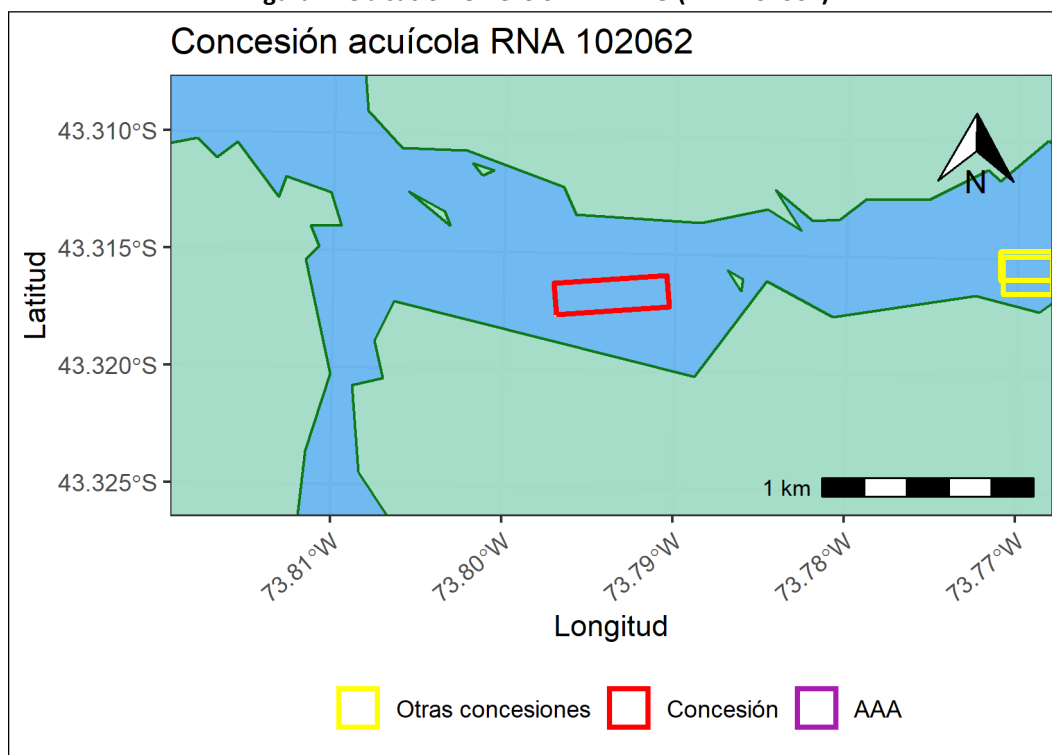 Concesión acuícola RNA 102062
43.310°S
43.315°S
43.320°S
43.325°S
Latitud
N
1 km
73.81°W
73.80°W
73.79°W
73.78°W
73.77°W
Longitud
Otras concesiones
Concesión
AAA